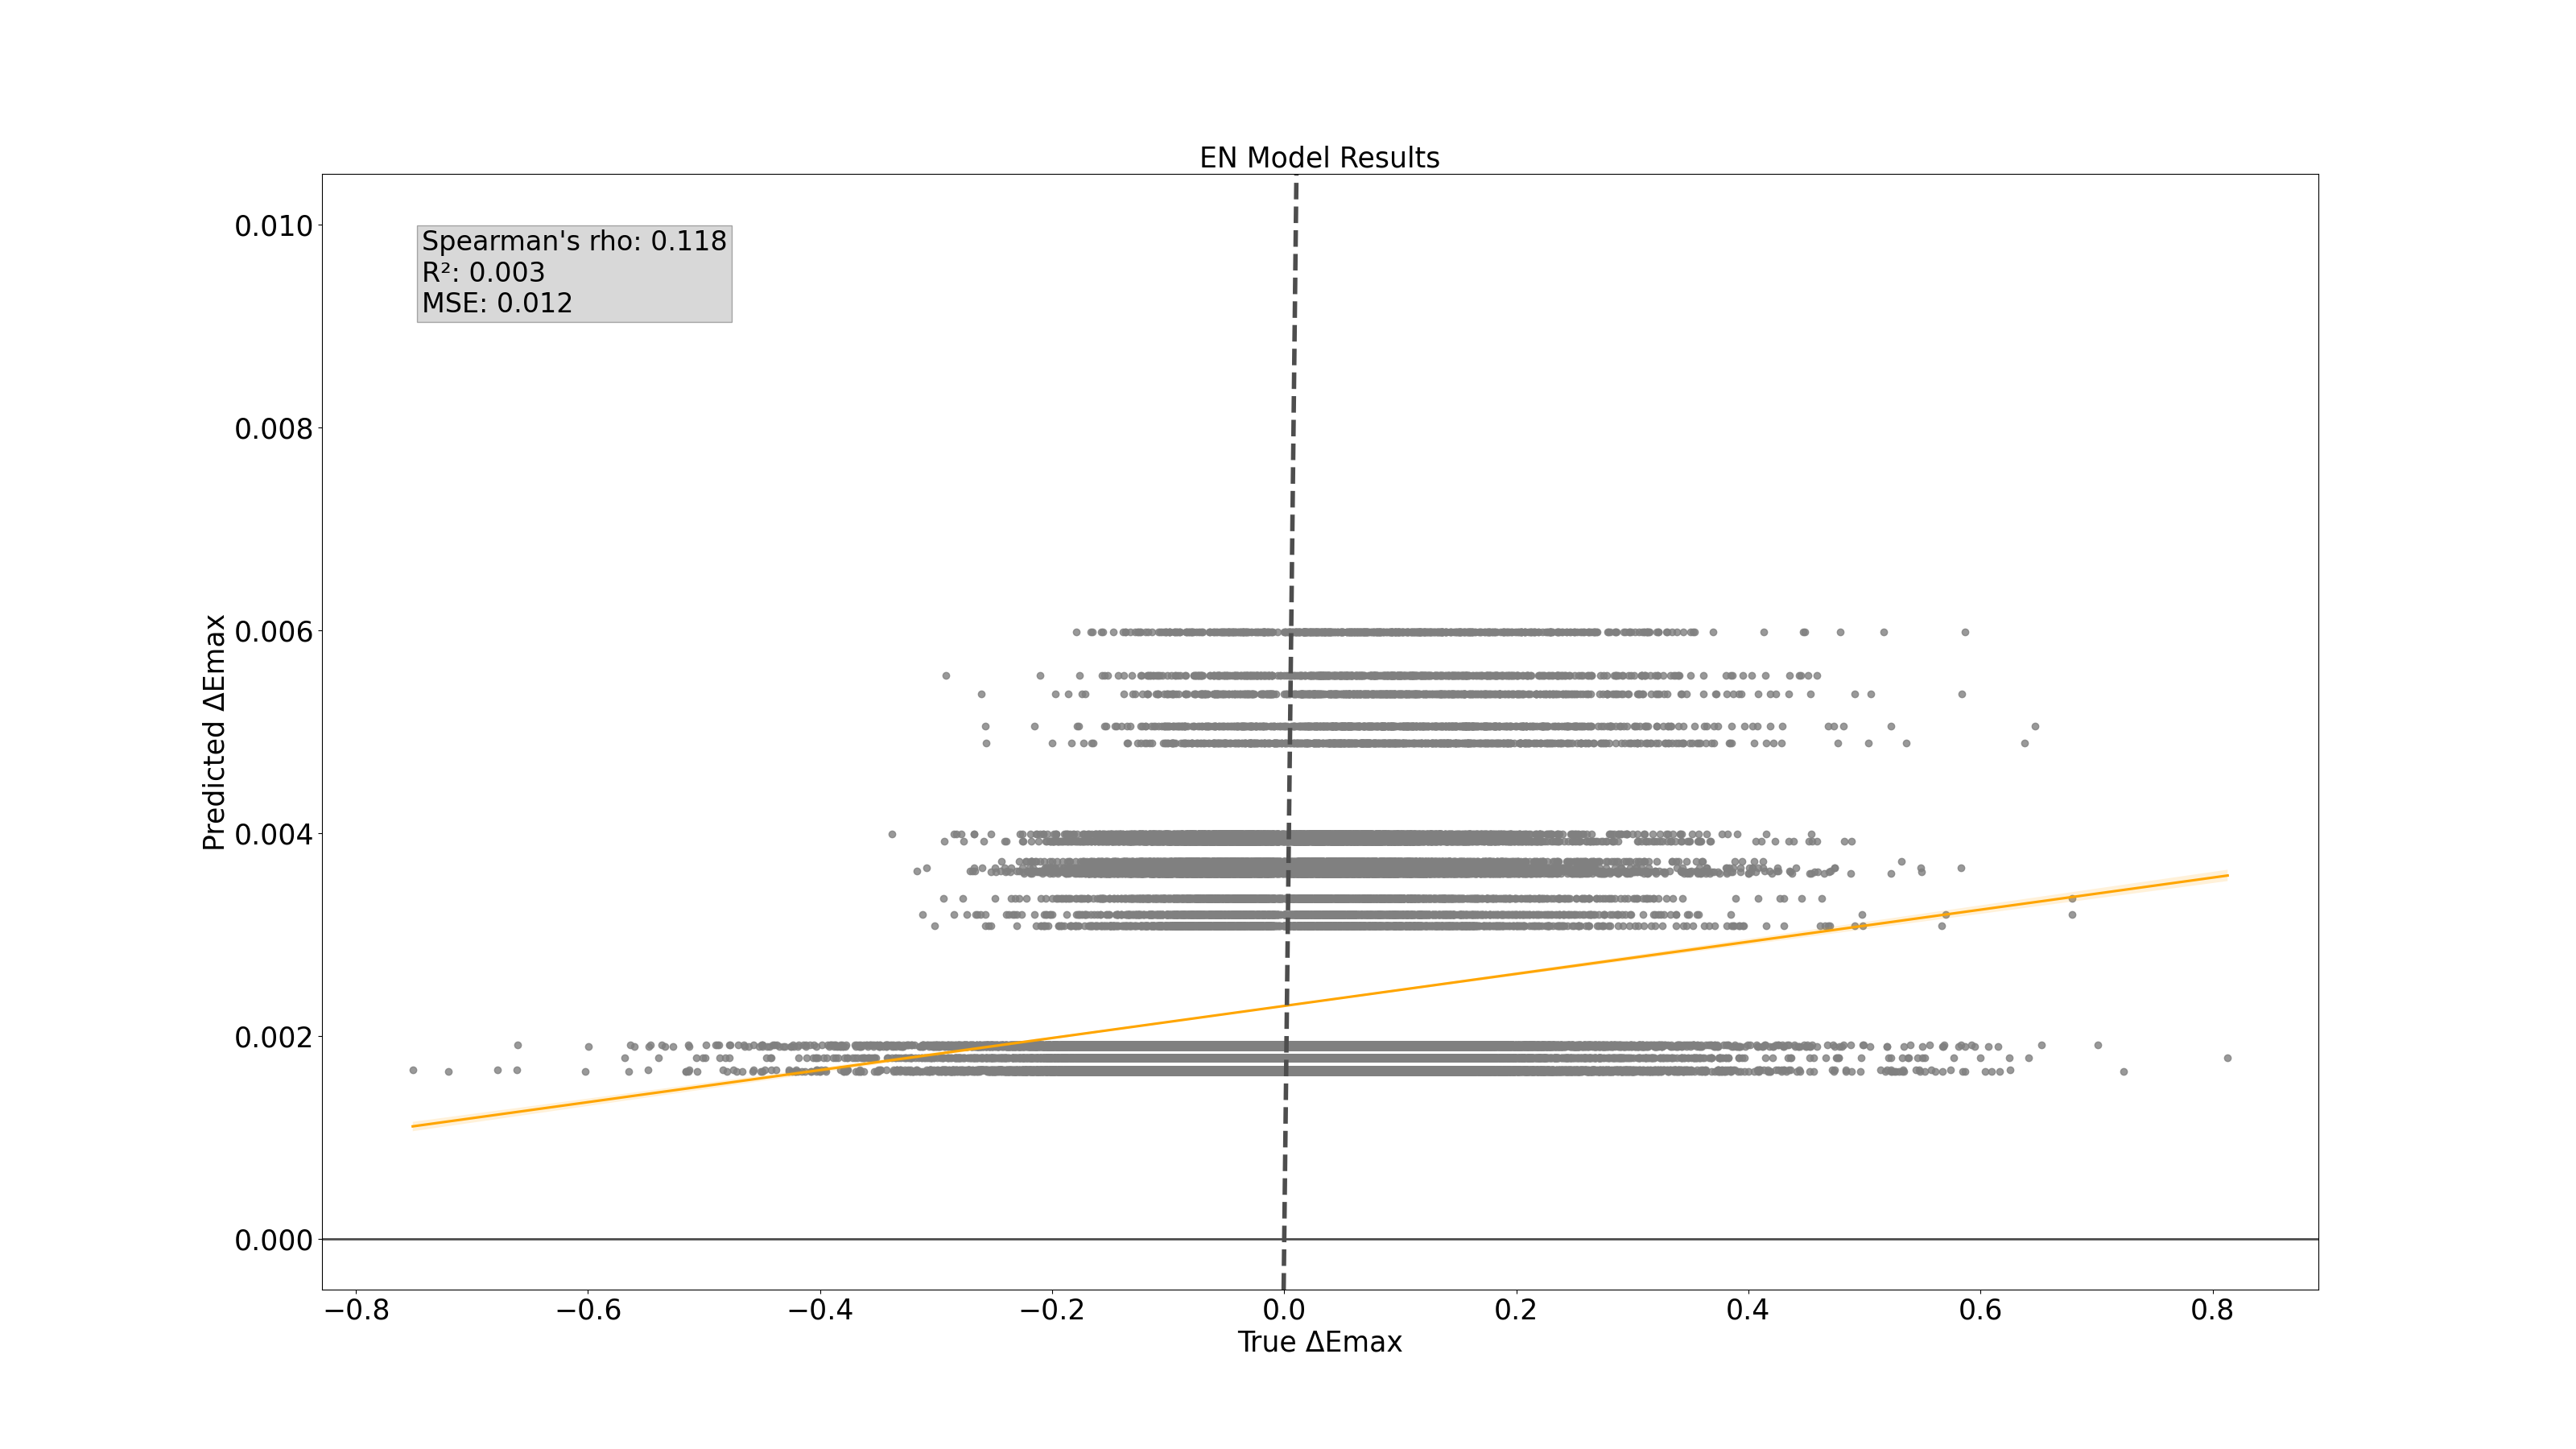 EN Model Results
Spearman's rho: 0.118
R²: 0.003
MSE: 0.012
0.010
0.008
0.006
0.004
0.002
0.000
Predicted ΔEmax
−0.8 −0.6 −0.4 −0.2 0.0 0.2 0.4 0.6 0.8
True ΔEmax